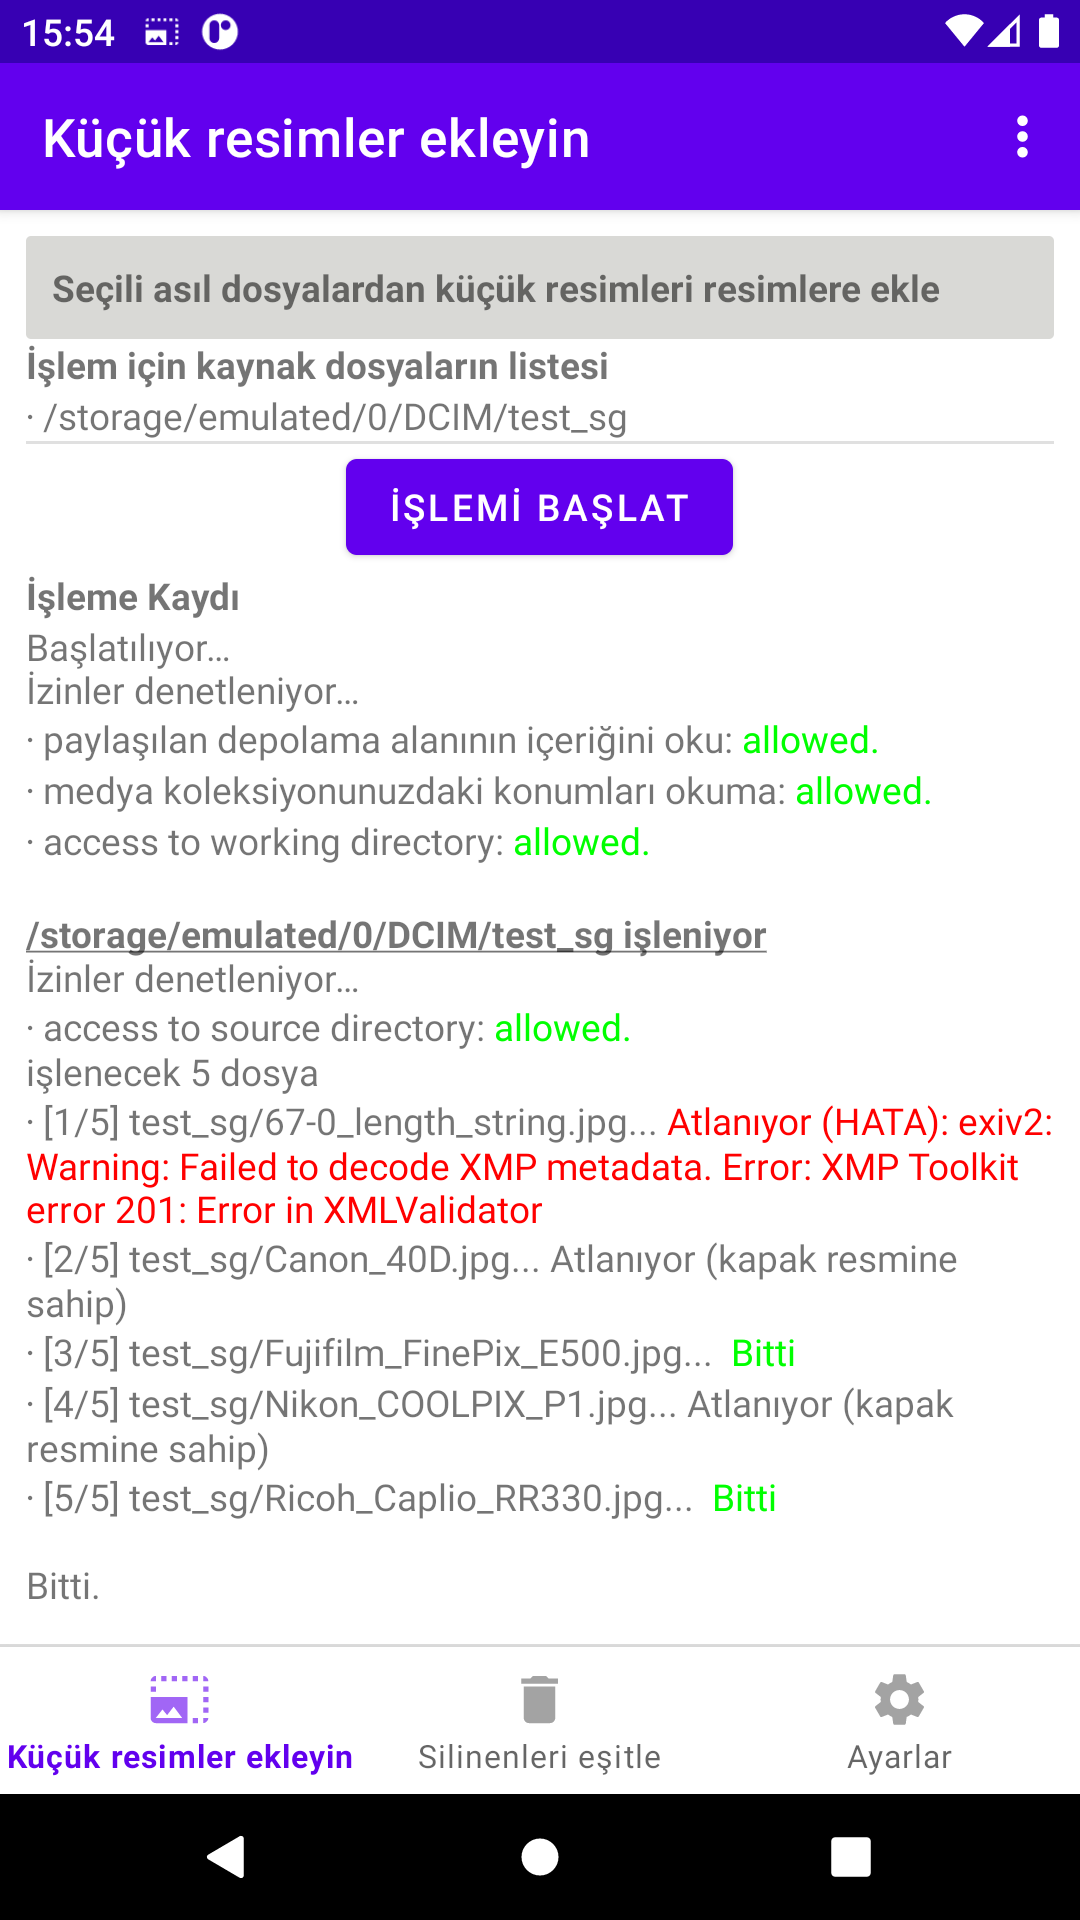 15:54
Küçük resimler ekleyin
Seçili asıl dosyalardan küçük resimleri resimlere ekle
İşlem için kaynak dosyaların listesi
· /storage/emulated/0/DCIM/test_sg
İŞLEMİ BAŞLAT
İşleme Kaydı
Başlatılıyor…
İzinler denetleniyor…
· paylaşılan depolama alanının içeriğini oku: allowed.
· medya koleksiyonunuzdaki konumları okuma: allowed.
· access to working directory: allowed.
/storage/emulated/0/DCIM/test_sg işleniyor
İzinler denetleniyor…
· access to source directory: allowed.
işlenecek 5 dosya
· [1/5] test_sg/67-0_length_string.jpg... Atlanıyor (HATA): exiv2:
Warning: Failed to decode XMP metadata. Error: XMP Toolkit
error 201: Error in XMLValidator
· [2/5] test_sg/Canon_40D.jpg... Atlanıyor (kapak resmine
sahip)
· [3/5] test_sg/Fujifilm_FinePix_E500.jpg... Bitti
· [4/5] test_sg/Nikon_COOLPIX_P1.jpg... Atlanıyor (kapak
resmine sahip)
· [5/5] test_sg/Ricoh_Caplio_RR330.jpg... Bitti
Bitti.
Küçük resimler ekleyin
Silinenleri eşitle
Ayarlar